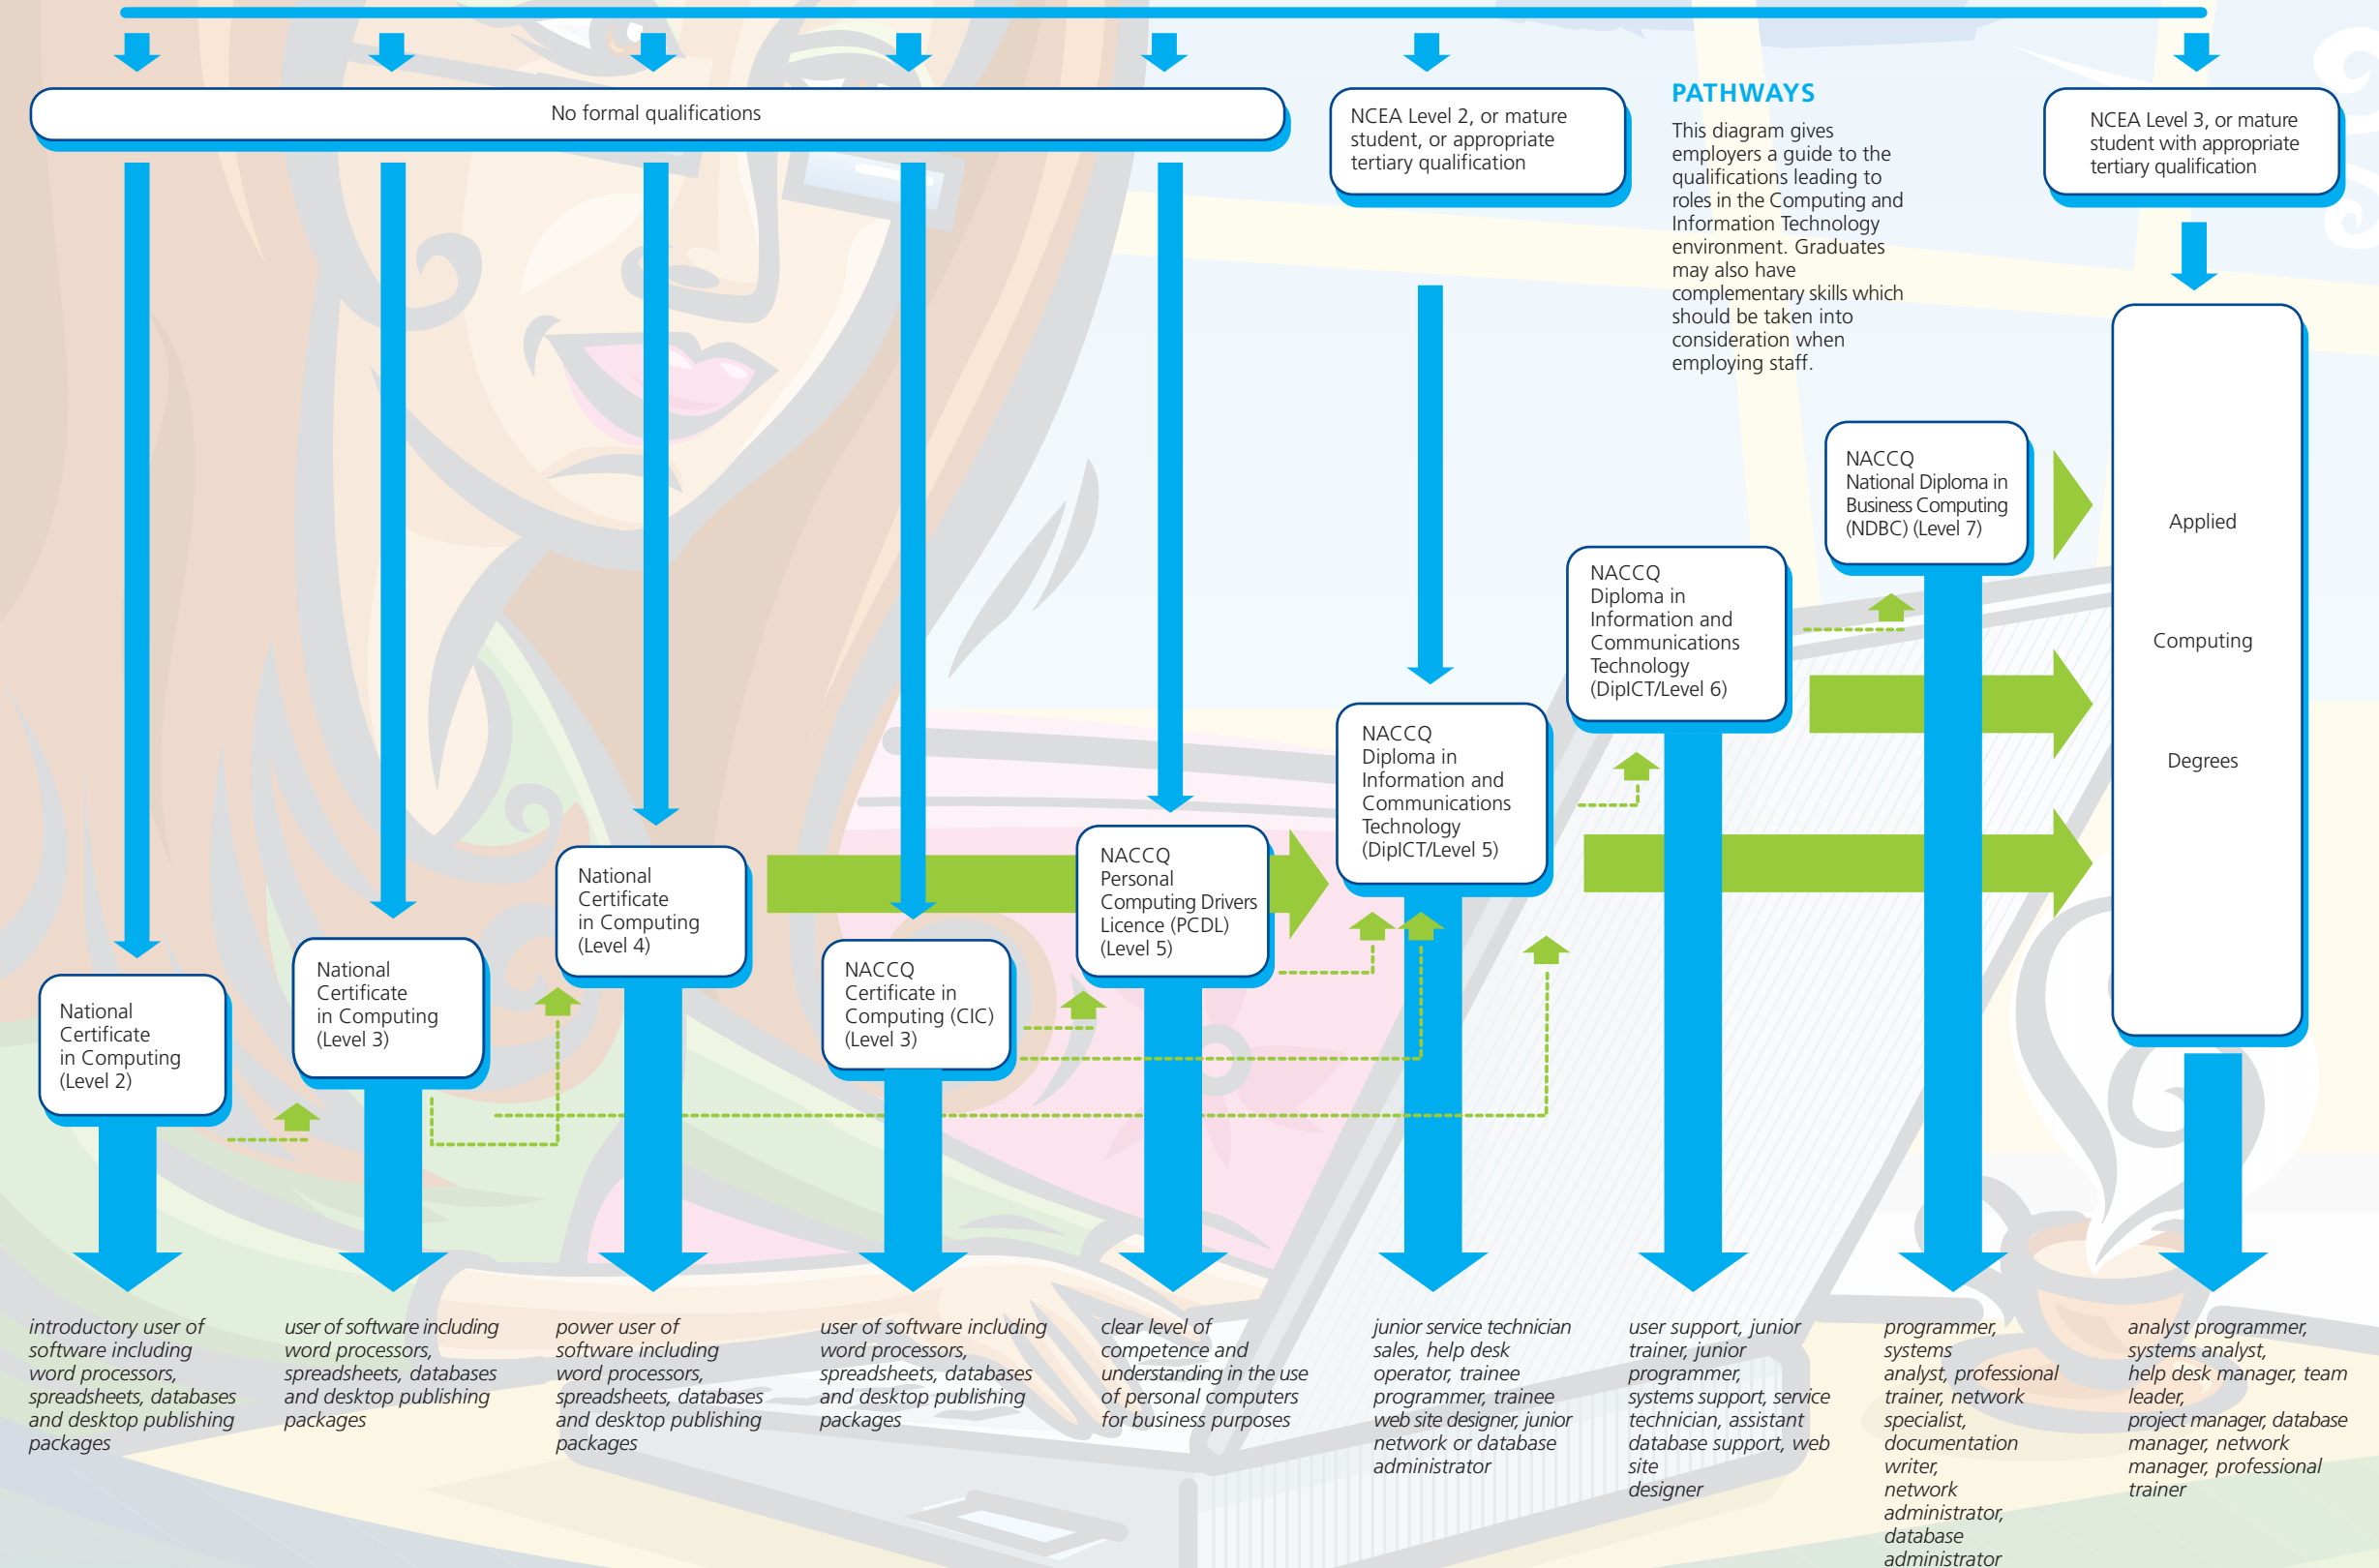 No formal qualifications
NCEA Level 2, or mature
student, or appropriate
tertiary qualification
PATHWAYS
This diagram gives
employers a guide to the
qualifications leading to
roles in the Computing and
Information Technology
environment. Graduates
may also have
complementary skills which
should be taken into
consideration when
employing staff.
NCEA Level 3, or mature
student with appropriate
tertiary qualification
National
Certificate
in Computing
(Level 2)
National
Certificate
in Computing
(Level 3)
National
Certificate
in Computing
(Level 4)
NACCQ
Certificate in
Computing (CIC)
(Level 3)
NACCQ
Personal
Computing Drivers
Licence (PCDL)
(Level 5)
NACCQ
Diploma in
Information and
Communications
Technology
(DipICT/Level 5)
NACCQ
Diploma in
Information and
Communications
Technology
(DipICT/Level 6)
NACCQ
National Diploma in
Business Computing
(NDBC) (Level 7)
Applied
Computing
Degrees
introductory user of
software including
word processors,
spreadsheets, databases
and desktop publishing
packages
user of software including
word processors,
spreadsheets, databases
and desktop publishing
packages
power user of
software including
word processors,
spreadsheets, databases
and desktop publishing
packages
user of software including
word processors,
spreadsheets, databases
and desktop publishing
packages
clear level of
competence and
understanding in the use
of personal computers
for business purposes
junior service technician
sales, help desk
operator, trainee
programmer, trainee
web site designer, junior
network or database
administrator
user support, junior
trainer, junior
programmer,
systems support, service
technician, assistant
database support, web
site
designer
programmer,
systems
analyst, professional
trainer, network
specialist,
documentation
writer,
network
administrator,
database
administrator
analyst programmer,
systems analyst,
help desk manager, team
leader,
project manager, database
manager, network
manager, professional
trainer